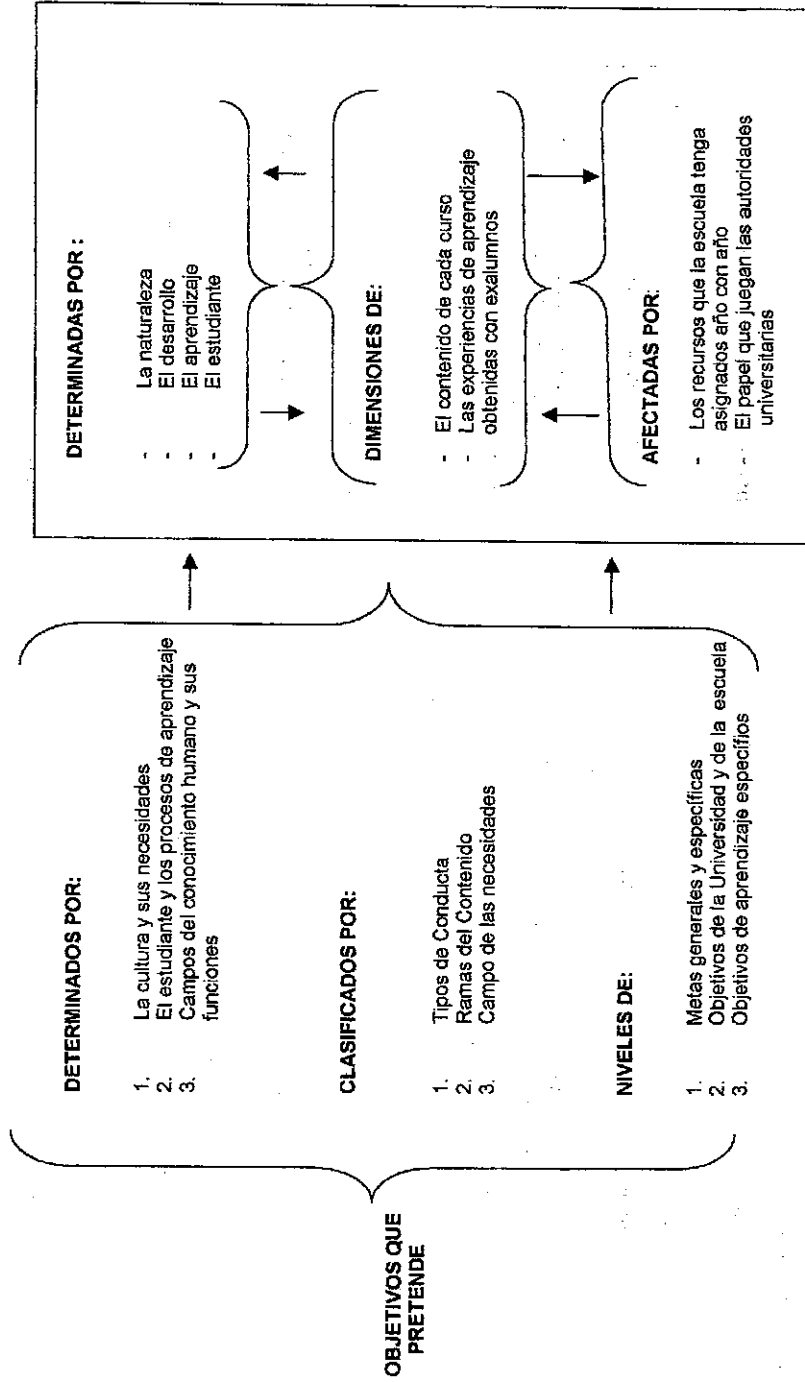 OBJETIVOS QUE
PRETENDE
DETERMINADOS POR:
1. La cultura y sus necesidades
2. El estudiante y los procesos de aprendizaje
3. Campos del conocimiento humano y sus
funciones
CLASIFICADOS POR:
1. Tipos de Conducta
2. Ramas del Contenido
3. Campo de las necesidades
NIVELES DE:
1. Metas generales y específicas
2. Objetivos de la Universidad y de la escuela
3. Objetivos de aprendizaje específios
DETERMINADAS POR :
- La naturaleza
- El desarrollo
- El aprendizaje
- El estudiante
DIMENSIONES DE:
- El contenido de cada curso
- Las experiencias de aprendizaje
obtenidas con exalumnos
AFECTADAS POR:
- Los recursos que la escuela tenga
asignados año con año
- El papel que juegan las autoridades
universitarias